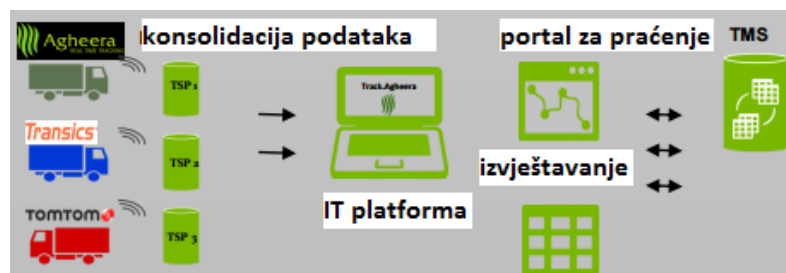 Agheera
REAL TIME TRACKING
konsolidacija podataka
portal za praćenje
TMS
TSP 1
Track.Agheera
Transics
TSP 2
izvještavanje
IT platforma
TOMTOM
TSP 3